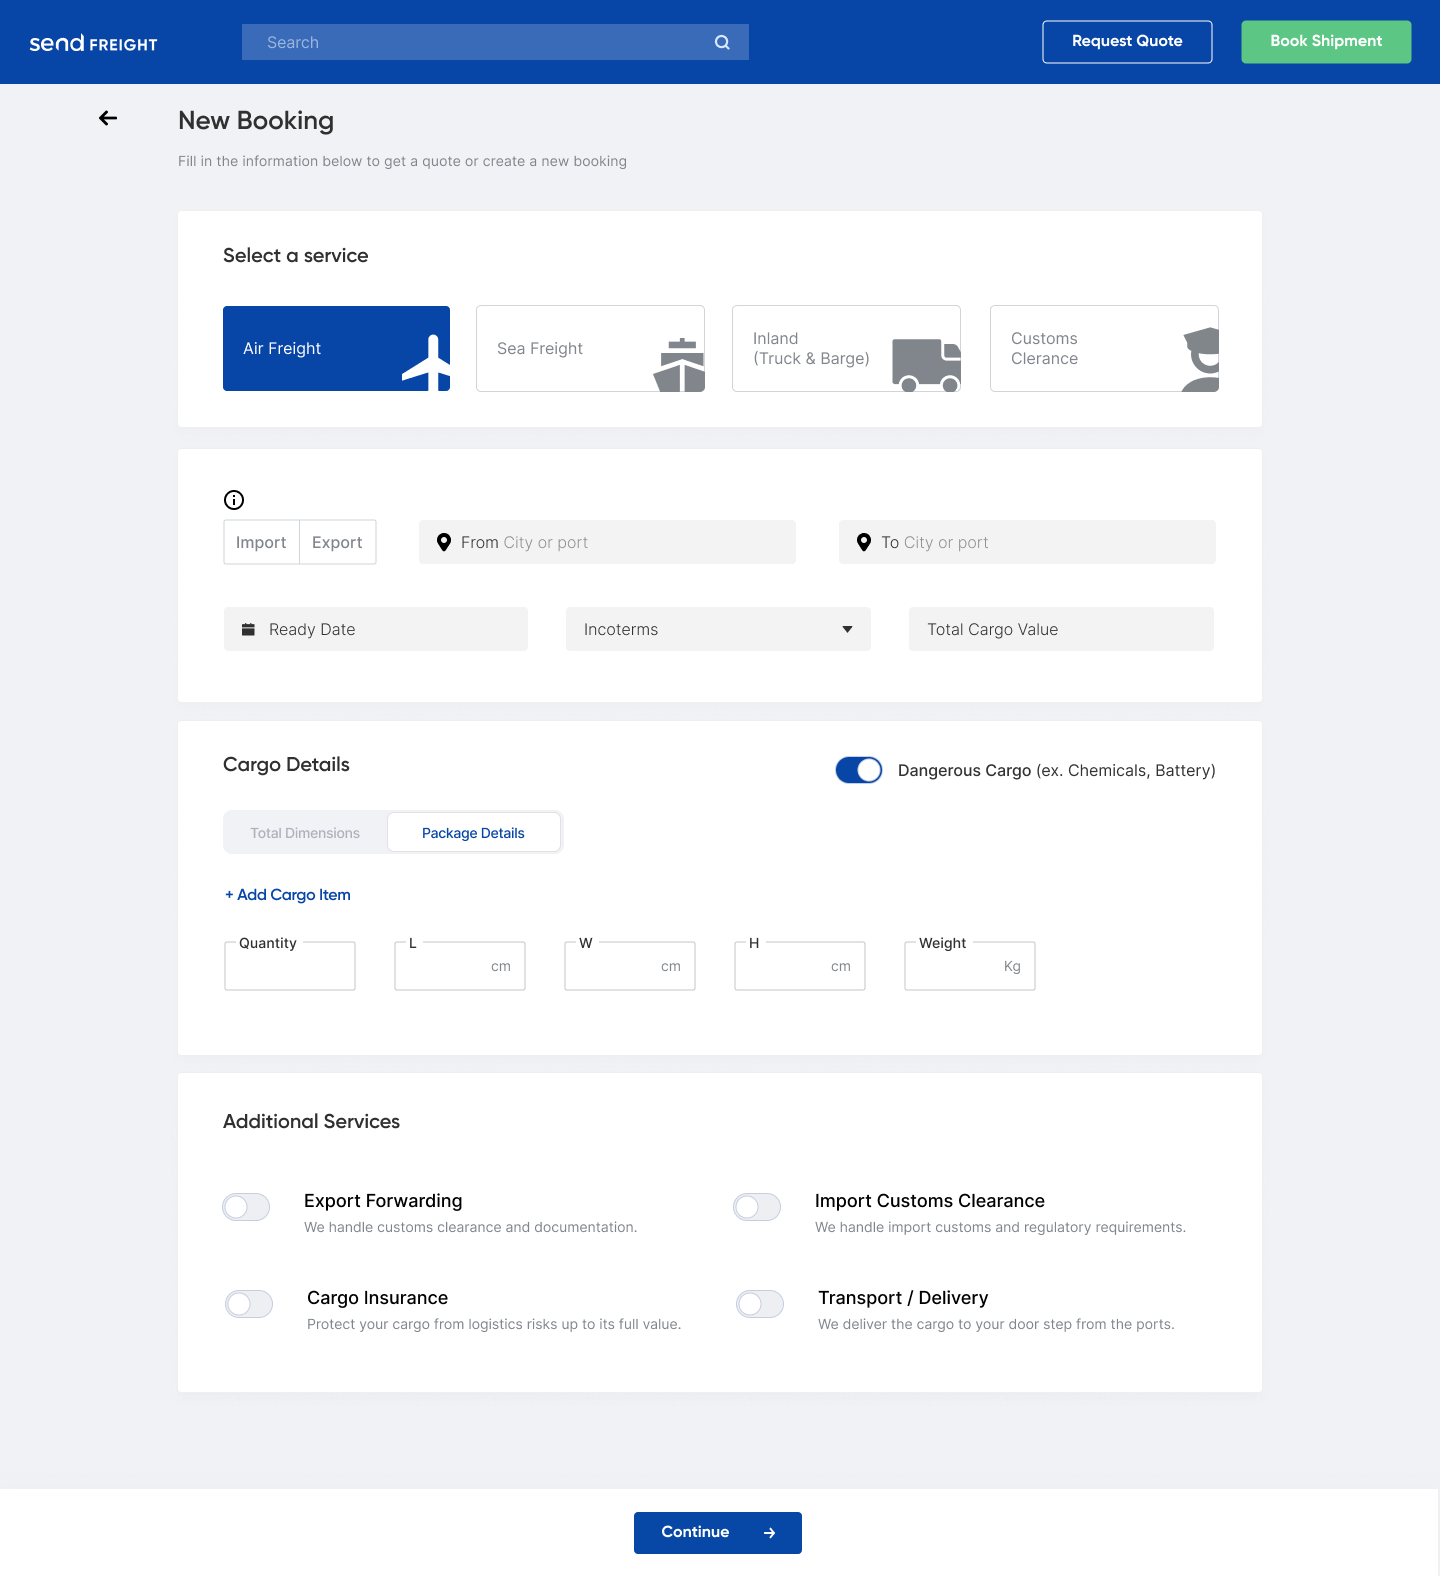 send FREIGHT
Search
Request Quote
Book Shipment
New Booking
Fill in the information below to get a quote or create a new booking
Select a service
Air Freight
Sea Freight
Inland
(Truck & Barge)
Customs
Clerance
Import
Export
From City or port
To City or port
Ready Date
Incoterms
Total Cargo Value
Cargo Details
Dangerous Cargo (ex. Chemicals, Battery)
Total Dimensions
Package Details
+ Add Cargo Item
Quantity
L
cm
W
cm
H
cm
Weight
Kg
Additional Services
Export Forwarding
We handle customs clearance and documentation.
Import Customs Clearance
We handle import customs and regulatory requirements.
Cargo Insurance
Protect your cargo from logistics risks up to its full value.
Transport / Delivery
We deliver the cargo to your door step from the ports.
Continue